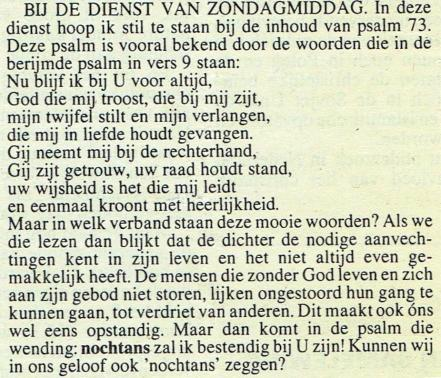 BIJ DE DIENST VAN ZONDAGMIDDAG. In deze
dienst hoop ik stil te staan bij de inhoud van psalm 73.
Deze psalm is vooral bekend door de woorden die in de
berijmde psalm in vers 9 staan:
Nu blijf ik bij U voor altijd,
God die mij troost, die bij mij zijt,
mijn twijfel stilt en mijn verlangen,
die mij in liefde houdt gevangen.
Gij neemt mij bij de rechterhand,
Gij zijt getrouw, uw raad houdt stand,
uw wijsheid is het die mij leidt
en eenmaal kroont met heerlijkheid.
Maar in welk verband staan deze mooie woorden? Als we
die lezen dan blijkt dat de dichter de nodige aanvech-
tingen kent in zijn leven en het niet altijd even ge-
makkelijk heeft. De mensen die zonder God leven en zich
aan zijn gebod niet storen, lijken ongestoord hun gang te
kunnen gaan, tot verdriet van anderen. Dit maakt ook óns
wel eens opstandig. Maar dan komt in de psalm die
wending: nochtans zal ik bestendig bij U zijn! Kunnen wij
in ons geloof ook 'nochtans' zeggen?